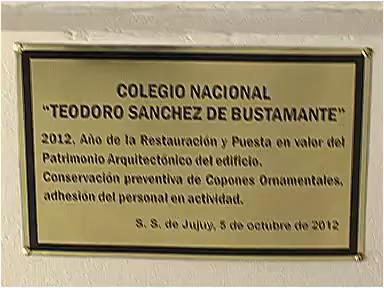 COLEGIO NACIONAL
"TEODORO SANCHEZ DE BUSTAMANTE"
2012, Año de la Restauración y Puesta en valor del
Patrimonio Arquitectónico del edificio.
Conservación preventiva de Copones Ornamentales,
adhesión del personal en actividad.
S. S. de Jujuy, 5 de octubre de 2012